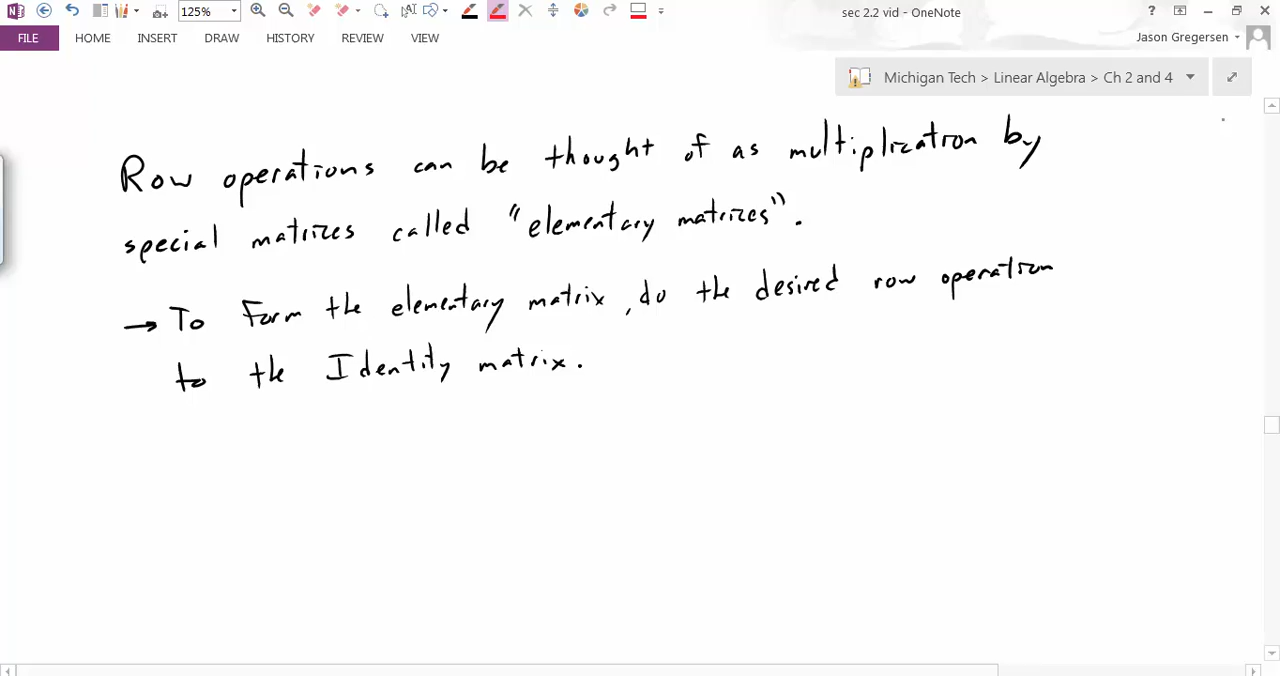 125%
sec 2.2 vid - OneNote
?
FILE HOME INSERT DRAW HISTORY REVIEW VIEW
Jason Gregersen
Michigan Tech > Linear Algebra > Ch 2 and 4
Row operations can be thought of as multiplication by
special matrices called "elementary matrices".
→ To form the elementary matrix, do the desired row operation
to the Identity matrix.